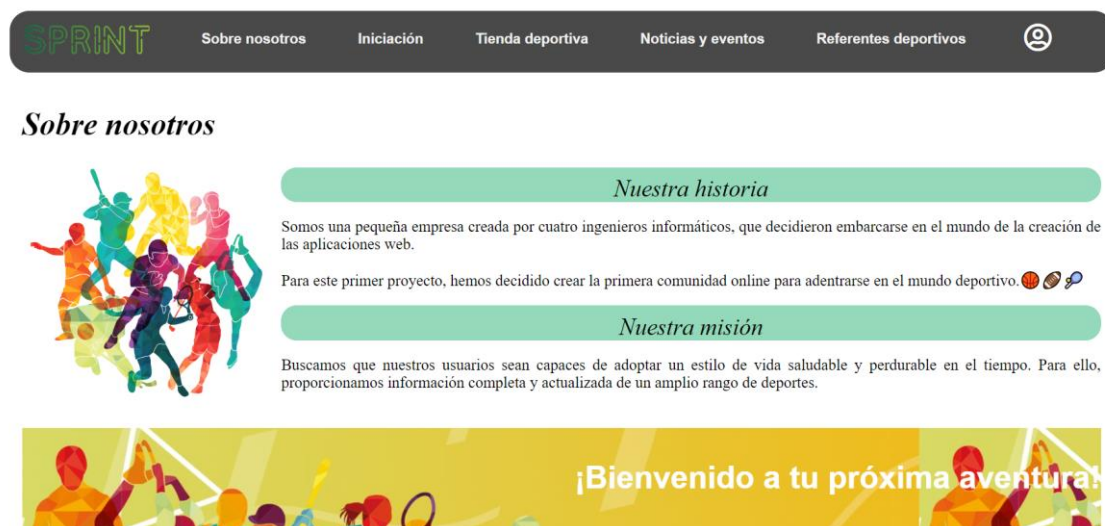 SPRINT
Sobre nosotros
Iniciación
Tienda deportiva
Noticias y eventos
Referentes deportivos
Sobre nosotros
Nuestra historia
Somos una pequeña empresa creada por cuatro ingenieros informáticos, que decidieron embarcarse en el mundo de la creación de
las aplicaciones web.
Para este primer proyecto, hemos decidido crear la primera comunidad online para adentrarse en el mundo deportivo.🏀🏈🎾
Nuestra misión
Buscamos que nuestros usuarios sean capaces de adoptar un estilo de vida saludable y perdurable en el tiempo. Para ello,
proporcionamos información completa y actualizada de un amplio rango de deportes.
¡Bienvenido a tu próxima aventura!